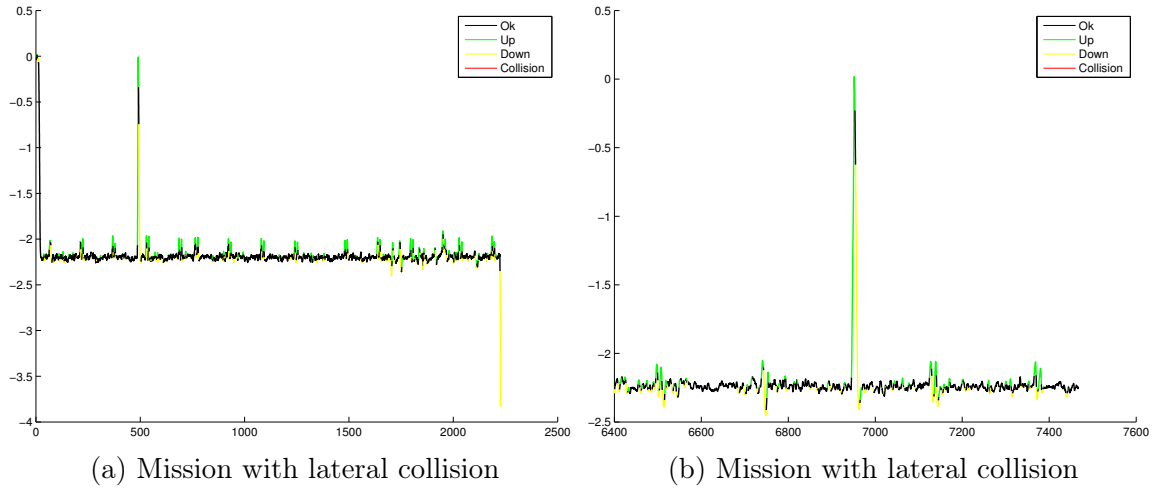 0.5
0
−0.5
−1
−1.5
−2
−2.5
−3
−3.5
−4
0 500 1000 1500 2000 2500
Ok
Up
Down
Collision
(a) Mission with lateral collision
0.5
0
−0.5
−1
−1.5
−2
−2.5
6400 6600 6800 7000 7200 7400 7600
Ok
Up
Down
Collision
(b) Mission with lateral collision